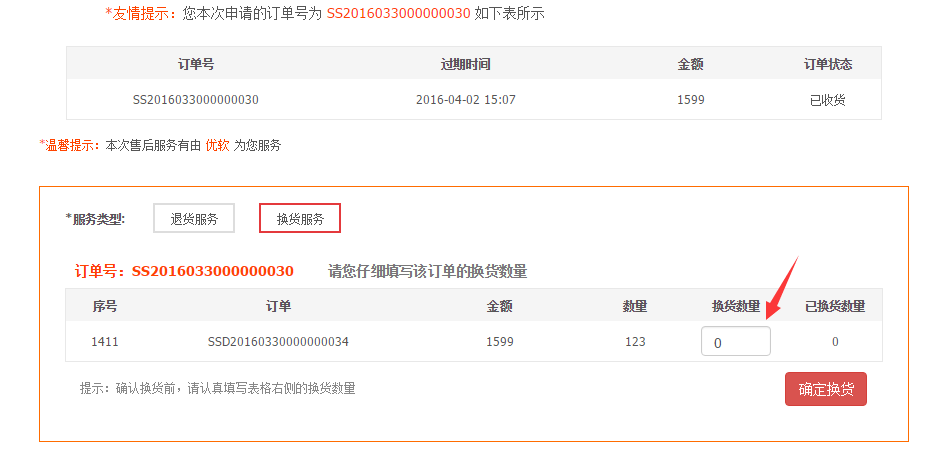 *友情提示：您本次申请的订单号为 SS2016033000000030 如下表所示
订单号 过期时间 金额 订单状态
SS2016033000000030 2016-04-02 15:07 1599 已收货
*温馨提示：本次售后服务有由 优软 为您服务
*服务类型: 退货服务 换货服务
订单号：SS2016033000000030 请您仔细填写该订单的换货数量
序号 订单 金额 数量 换货数量 已换货数量
1411 SSD20160330000000034 1599 123 0 0
提示：确认换货前，请认真填写表格右侧的换货数量 确定换货